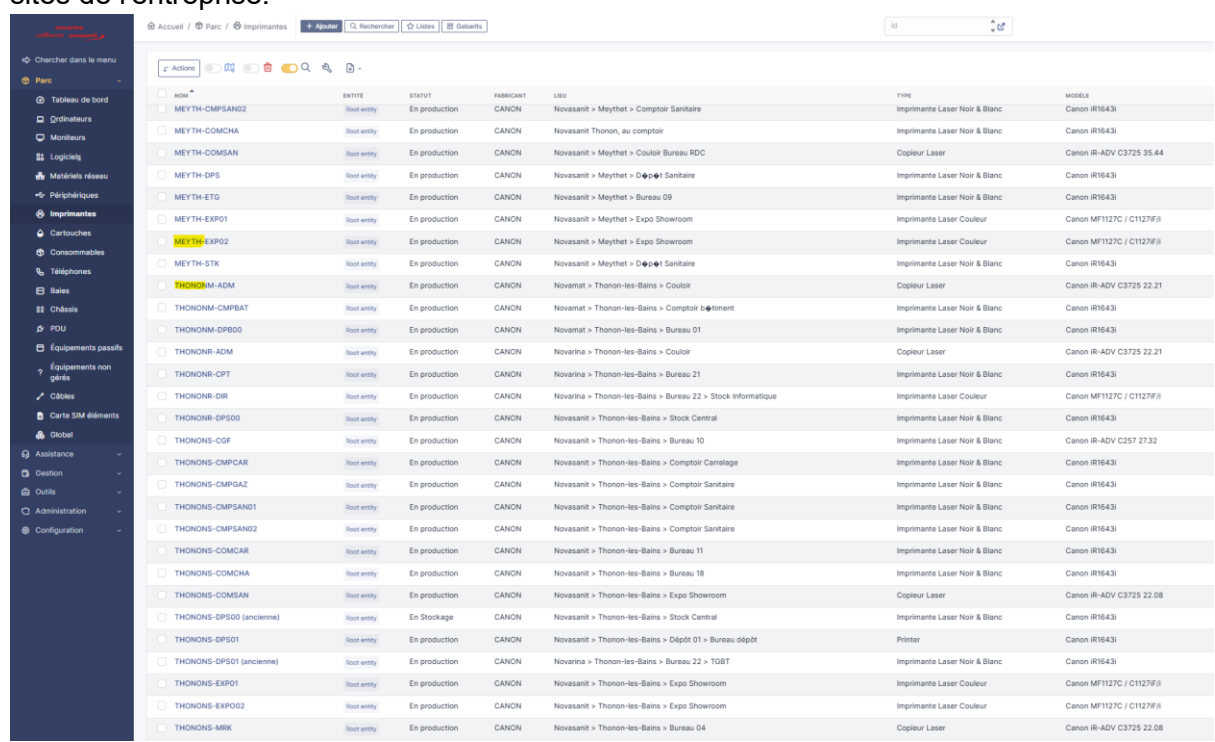 sites de l'entreprise.
Accueil / Parc / Imprimantes + Ajouter Rechercher Listes Gabarits id
Chercher dans le menu
Parc
Tableau de bord
Ordinateurs
Moniteurs
Logiciels
Matériels réseau
Périphériques
Imprimantes
Cartouches
Consommables
Téléphones
Baies
Châssis
PDU
Équipements passifs
Équipements non
gérés
Câbles
Carte SIM éléments
Global
Assistance
Gestion
Outils
Administration
Configuration
Actions
NOM ENTITÉ STATUT FABRICANT LIEU TYPE MODÈLE
MEYTH-CMPSAN02 Root entity En production CANON Novasanit > Meythet > Comptoir Sanitaire Imprimante Laser Noir & Blanc Canon iR1643i
MEYTH-COMCHA Root entity En production CANON Novasanit Thonon, au comptoir Imprimante Laser Noir & Blanc Canon iR1643i
MEYTH-COMSAN Root entity En production CANON Novasanit > Meythet > Couloir Bureau RDC Copieur Laser Canon iR-ADV C3725 35.44
MEYTH-DPS Root entity En production CANON Novasanit > Meythet > D�p�t Sanitaire Imprimante Laser Noir & Blanc Canon iR1643i
MEYTH-ETG Root entity En production CANON Novasanit > Meythet > Bureau 09 Imprimante Laser Noir & Blanc Canon iR1643i
MEYTH-EXP01 Root entity En production CANON Novasanit > Meythet > Expo Showroom Imprimante Laser Couleur Canon MF1127C / C1127iF/i
MEYTH-EXP02 Root entity En production CANON Novasanit > Meythet > Expo Showroom Imprimante Laser Couleur Canon MF1127C / C1127iF/i
MEYTH-STK Root entity En production CANON Novasanit > Meythet > D�p�t Sanitaire Imprimante Laser Noir & Blanc Canon iR1643i
THONONM-ADM Root entity En production CANON Novamat > Thonon-les-Bains > Couloir Copieur Laser Canon iR-ADV C3725 22.21
THONONM-CMPBAT Root entity En production CANON Novamat > Thonon-les-Bains > Comptoir b�timent Imprimante Laser Noir & Blanc Canon iR1643i
THONONM-DPB00 Root entity En production CANON Novamat > Thonon-les-Bains > Bureau 01 Imprimante Laser Noir & Blanc Canon iR1643i
THONONR-ADM Root entity En production CANON Novarina > Thonon-les-Bains > Couloir Copieur Laser Canon iR-ADV C3725 22.21
THONONR-CPT Root entity En production CANON Novarina > Thonon-les-Bains > Bureau 21 Imprimante Laser Noir & Blanc Canon iR1643i
THONONR-DIR Root entity En production CANON Novarina > Thonon-les-Bains > Bureau 22 > Stock Informatique Imprimante Laser Couleur Canon MF1127C / C1127iF/i
THONONR-DPS00 Root entity En production CANON Novasanit > Thonon-les-Bains > Stock Central Imprimante Laser Noir & Blanc Canon iR1643i
THONONS-CGF Root entity En production CANON Novasanit > Thonon-les-Bains > Bureau 10 Imprimante Laser Noir & Blanc Canon iR-ADV C257 27.32
THONONS-CMPCAR Root entity En production CANON Novasanit > Thonon-les-Bains > Comptoir Carrelage Imprimante Laser Noir & Blanc Canon iR1643i
THONONS-CMPGAZ Root entity En production CANON Novasanit > Thonon-les-Bains > Comptoir Sanitaire Imprimante Laser Noir & Blanc Canon iR1643i
THONONS-CMPSAN01 Root entity En production CANON Novasanit > Thonon-les-Bains > Comptoir Sanitaire Imprimante Laser Noir & Blanc Canon iR1643i
THONONS-CMPSAN02 Root entity En production CANON Novasanit > Thonon-les-Bains > Comptoir Sanitaire Imprimante Laser Noir & Blanc Canon iR1643i
THONONS-COMCAR Root entity En production CANON Novasanit > Thonon-les-Bains > Bureau 11 Imprimante Laser Noir & Blanc Canon iR1643i
THONONS-COMCHA Root entity En production CANON Novasanit > Thonon-les-Bains > Bureau 18 Imprimante Laser Noir & Blanc Canon iR1643i
THONONS-COMSAN Root entity En production CANON Novasanit > Thonon-les-Bains > Expo Showroom Copieur Laser Canon iR-ADV C3725 22.08
THONONS-DPS00 (ancienne) Root entity En Stockage CANON Novasanit > Thonon-les-Bains > Stock Central Imprimante Laser Noir & Blanc Canon iR1643i
THONONS-DPS01 Root entity En production CANON Novasanit > Thonon-les-Bains > Dépôt 01 > Bureau dépôt Printer Canon iR1643i
THONONS-DPS01 (ancienne) Root entity En production CANON Novarina > Thonon-les-Bains > Bureau 22 > TGBT Imprimante Laser Noir & Blanc Canon iR1643i
THONONS-EXP01 Root entity En production CANON Novasanit > Thonon-les-Bains > Expo Showroom Imprimante Laser Couleur Canon MF1127C / C1127iF/i
THONONS-EXPO02 Root entity En production CANON Novasanit > Thonon-les-Bains > Expo Showroom Imprimante Laser Couleur Canon MF1127C / C1127iF/i
THONONS-MRK Root entity En production CANON Novasanit > Thonon-les-Bains > Bureau 04 Copieur Laser Canon iR-ADV C3725 22.08